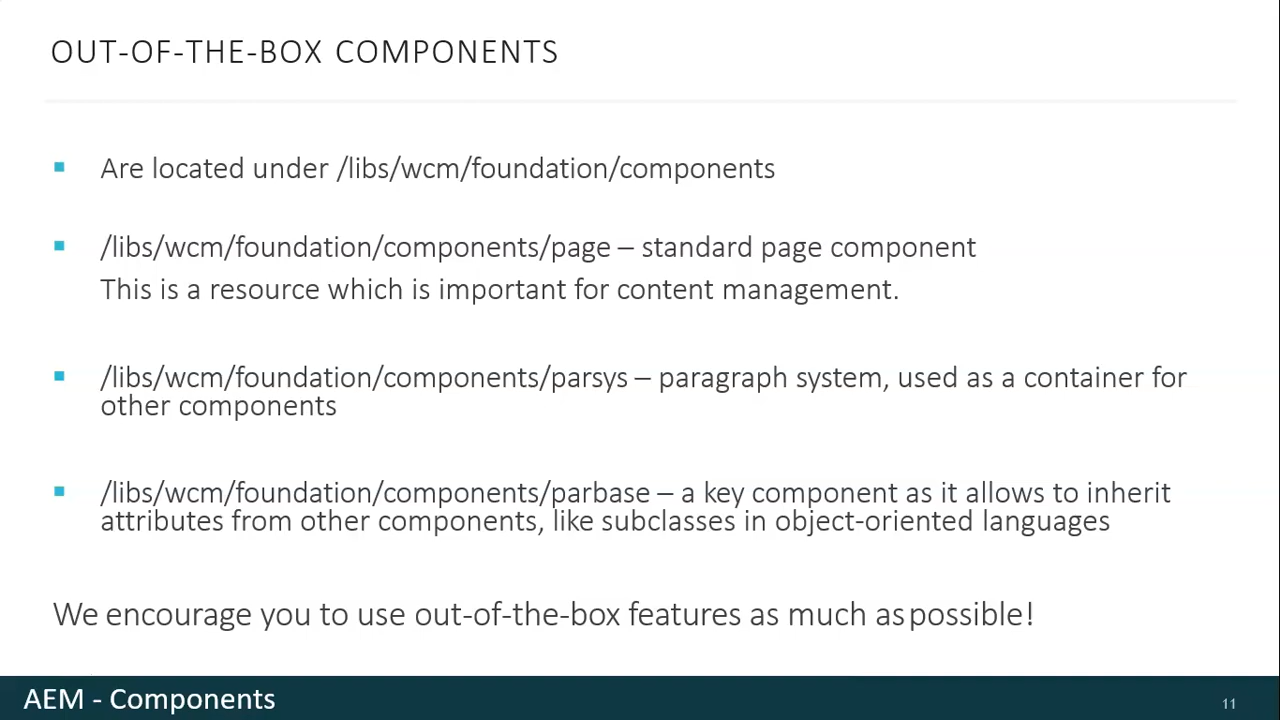 OUT-OF-THE-BOX COMPONENTS
Are located under /libs/wcm/foundation/components
/libs/wcm/foundation/components/page – standard page component
This is a resource which is important for content management.
/libs/wcm/foundation/components/parsys – paragraph system, used as a container for
other components
/libs/wcm/foundation/components/parbase – a key component as it allows to inherit
attributes from other components, like subclasses in object-oriented languages
We encourage you to use out-of-the-box features as much as possible!
AEM - Components
11